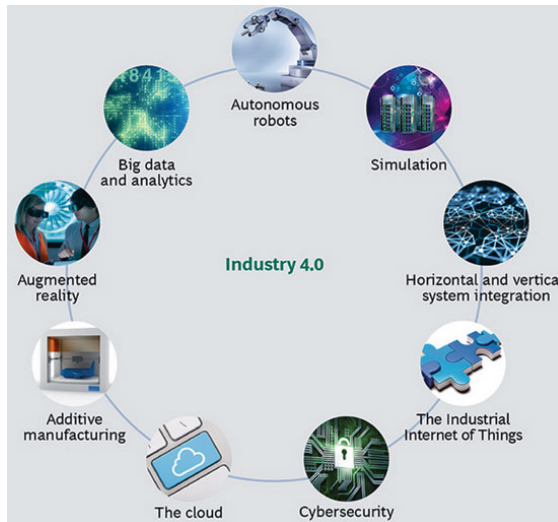 Autonomous
robots
Simulation
Horizontal and vertica
system integration
The Industrial
Internet of Things
Cybersecurity
The cloud
Additive
manufacturing
Augmented
reality
Big data
and analytics
Industry 4.0